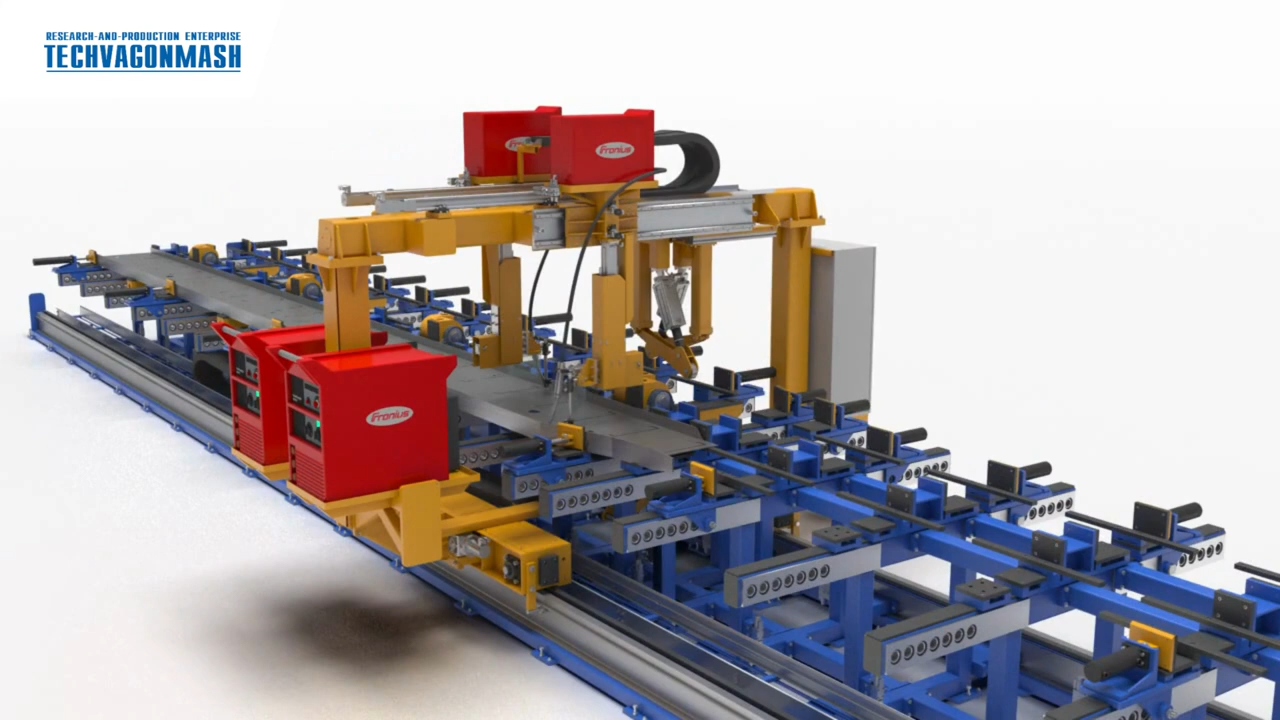 RESEARCH-AND-PRODUCTION ENTERPRISE
TECHVAGONMASH
Fronius
Fronius
Fronius